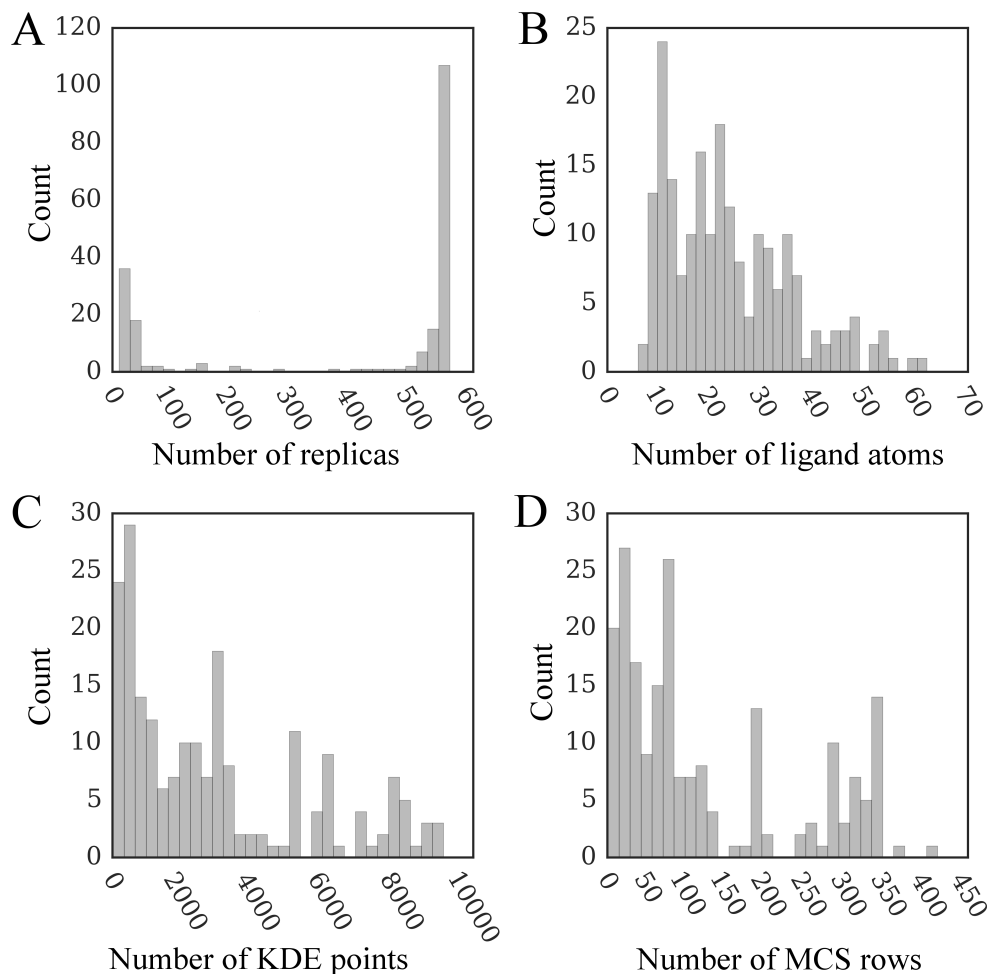 A
120
100
80
60
40
20
0
Count
0 100 200 300 400 500 600
Number of replicas
B
25
20
15
10
5
0
Count
0 10 20 30 40 50 60 70
Number of ligand atoms
C
30
25
20
15
10
5
0
Count
0 2000 4000 6000 8000 10000
Number of KDE points
D
30
25
20
15
10
5
0
Count
0 50 100 150 200 250 300 350 400 450
Number of MCS rows